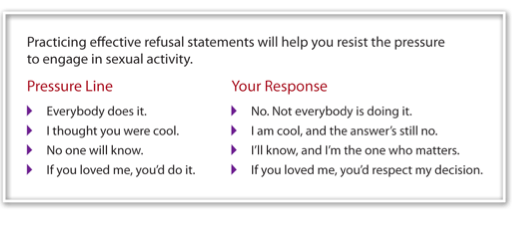 Practicing effective refusal statements will help you resist the pressure
to engage in sexual activity.
Pressure Line
Everybody does it.
I thought you were cool.
No one will know.
If you loved me, you'd do it.
Your Response
No. Not everybody is doing it.
I am cool, and the answer's still no.
I'll know, and I'm the one who matters.
If you loved me, you'd respect my decision.